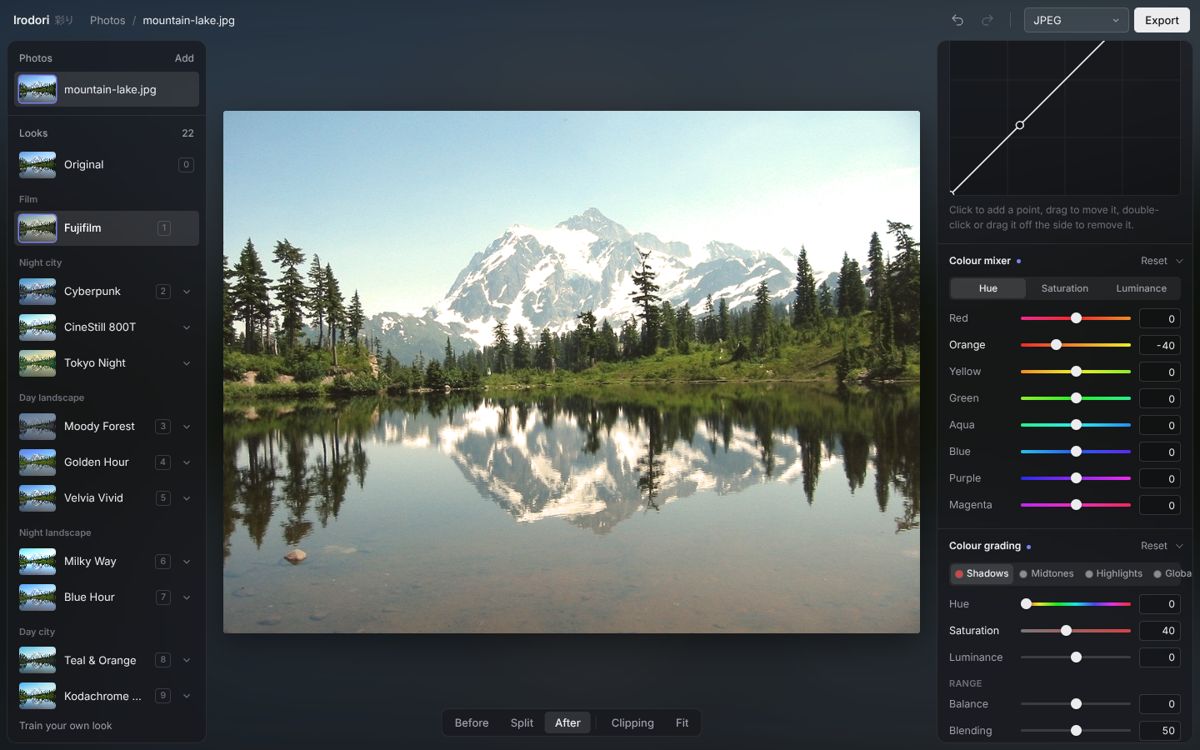 Irodori 彩り Photos / mountain-lake.jpg JPEG Export
Photos Add
mountain-lake.jpg
Looks 22
Original 0
Film
Fujifilm 1
Night city
Cyberpunk 2
CineStill 800T
Tokyo Night
Day landscape
Moody Forest 3
Golden Hour 4
Velvia Vivid 5
Night landscape
Milky Way 6
Blue Hour 7
Day city
Teal & Orange 8
Kodachrome ... 9
Train your own look
Before Split After Clipping Fit
Click to add a point, drag to move it, double-
click or drag it off the side to remove it.
Colour mixer Reset
Hue Saturation Luminance
Red 0
Orange -40
Yellow 0
Green 0
Aqua 0
Blue 0
Purple 0
Magenta 0
Colour grading Reset
Shadows Midtones Highlights Globa
Hue 0
Saturation 40
Luminance 0
RANGE
Balance 0
Blending 50